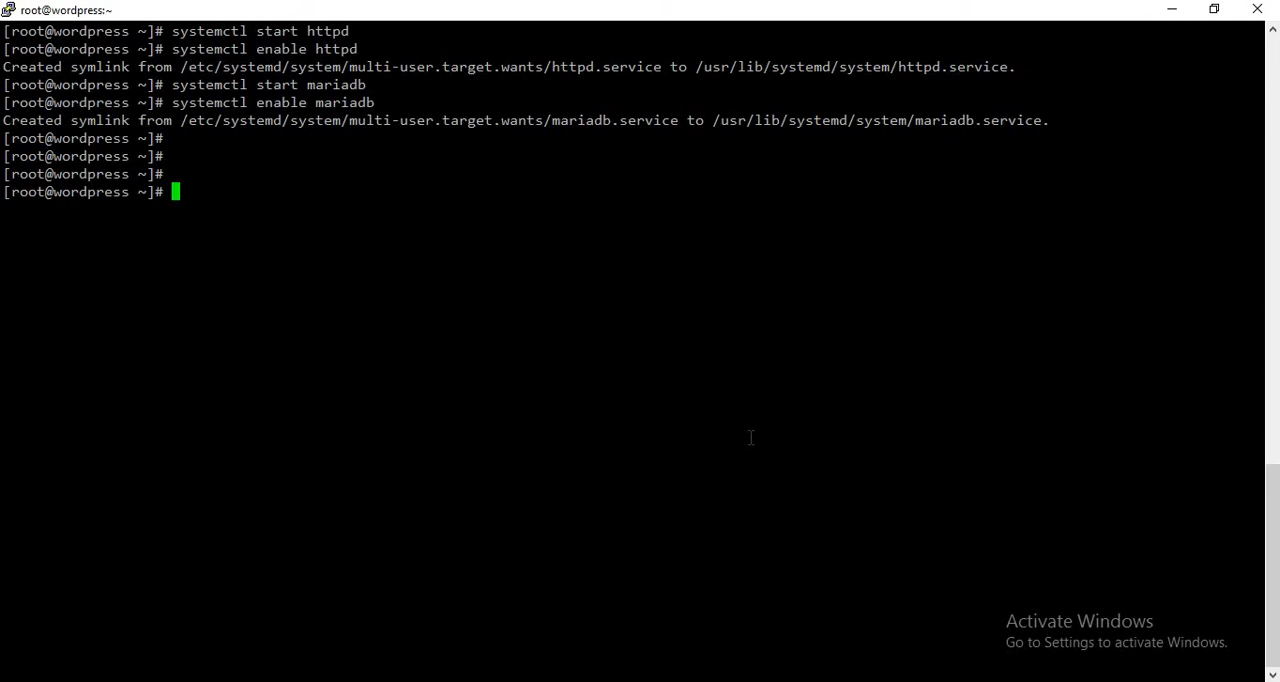 root@wordpress:~
[root@wordpress ~]# systemctl start httpd
[root@wordpress ~]# systemctl enable httpd
Created symlink from /etc/systemd/system/multi-user.target.wants/httpd.service to /usr/lib/systemd/system/httpd.service.
[root@wordpress ~]# systemctl start mariadb
[root@wordpress ~]# systemctl enable mariadb
Created symlink from /etc/systemd/system/multi-user.target.wants/mariadb.service to /usr/lib/systemd/system/mariadb.service.
[root@wordpress ~]#
[root@wordpress ~]#
[root@wordpress ~]#
[root@wordpress ~]#
Activate Windows
Go to Settings to activate Windows.